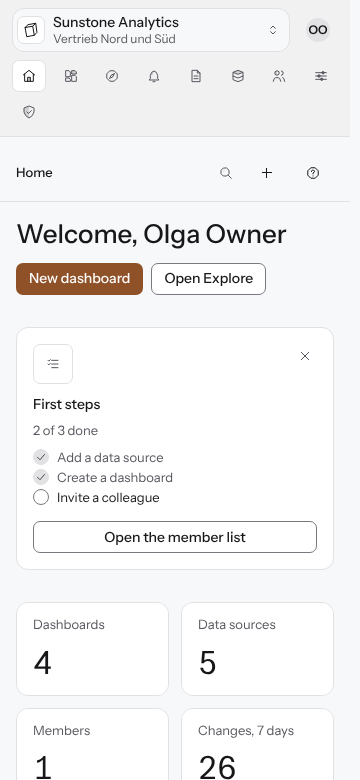 Sunstone Analytics
Vertrieb Nord und Süd
OO
Home
Welcome, Olga Owner
New dashboard
Open Explore
First steps
2 of 3 done
Add a data source
Create a dashboard
Invite a colleague
Open the member list
Dashboards
Data sources
4
5
Members
Changes, 7 days
1
26